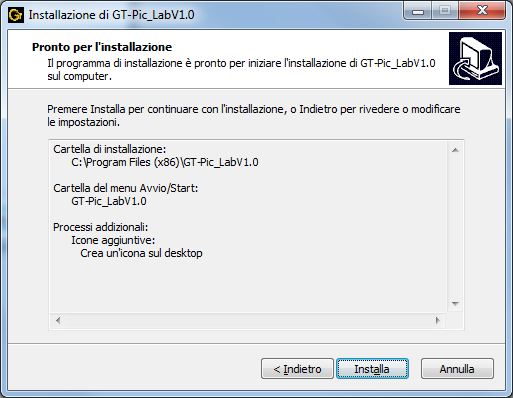 Installazione di GT-Pic_LabV1.0
Pronto per l'installazione
Il programma di installazione è pronto per iniziare l'installazione di GT-Pic_LabV1.0
sul computer.
Premere Installa per continuare con l'installazione, o Indietro per rivedere o modificare
le impostazioni.
Cartella di installazione:
C:\Program Files (x86)\GT-Pic_LabV1.0
Cartella del menu Avvio/Start:
GT-Pic_LabV1.0
Processi addizionali:
Icone aggiuntive:
Crea un'icona sul desktop
< Indietro
Installa
Annulla